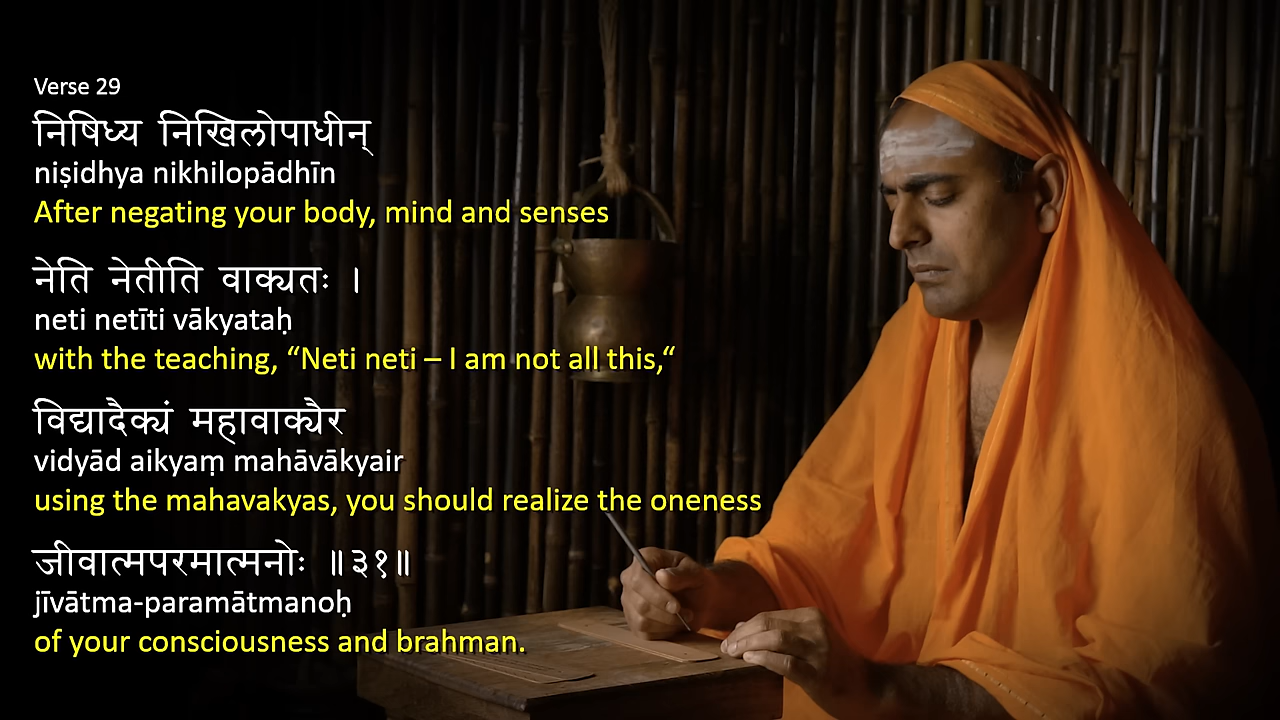 Verse 29
निषिध्य निखिलोपाधीन्
niṣidhya nikhilopādhīn
After negating your body, mind and senses
नेति नेतीति वाक्यतः ।
neti netīti vākyataḥ
with the teaching, “Neti neti – I am not all this,“
विद्यादैक्यं महावाक्यैर
vidyād aikyaṃ mahāvākyair
using the mahavakyas, you should realize the oneness
जीवात्मपरमात्मनोः ॥३१॥
jīvātma-paramātmanoḥ
of your consciousness and brahman.